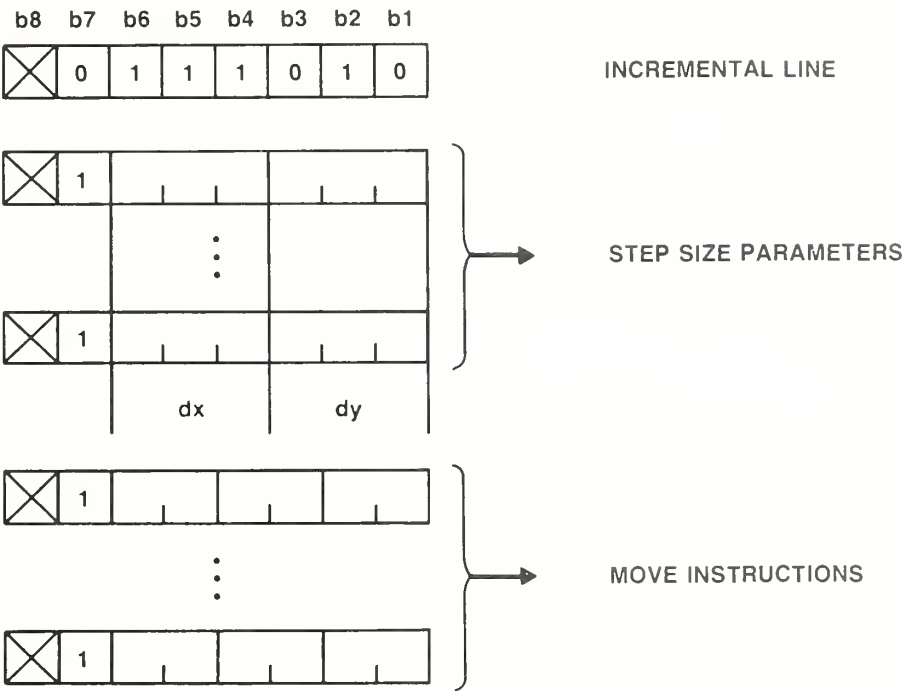 b8 b7 b6 b5 b4 b3 b2 b1
0 1 1 1 0 1 0 INCREMENTAL LINE
1
STEP SIZE PARAMETERS
1
dx dy
1
MOVE INSTRUCTIONS
1